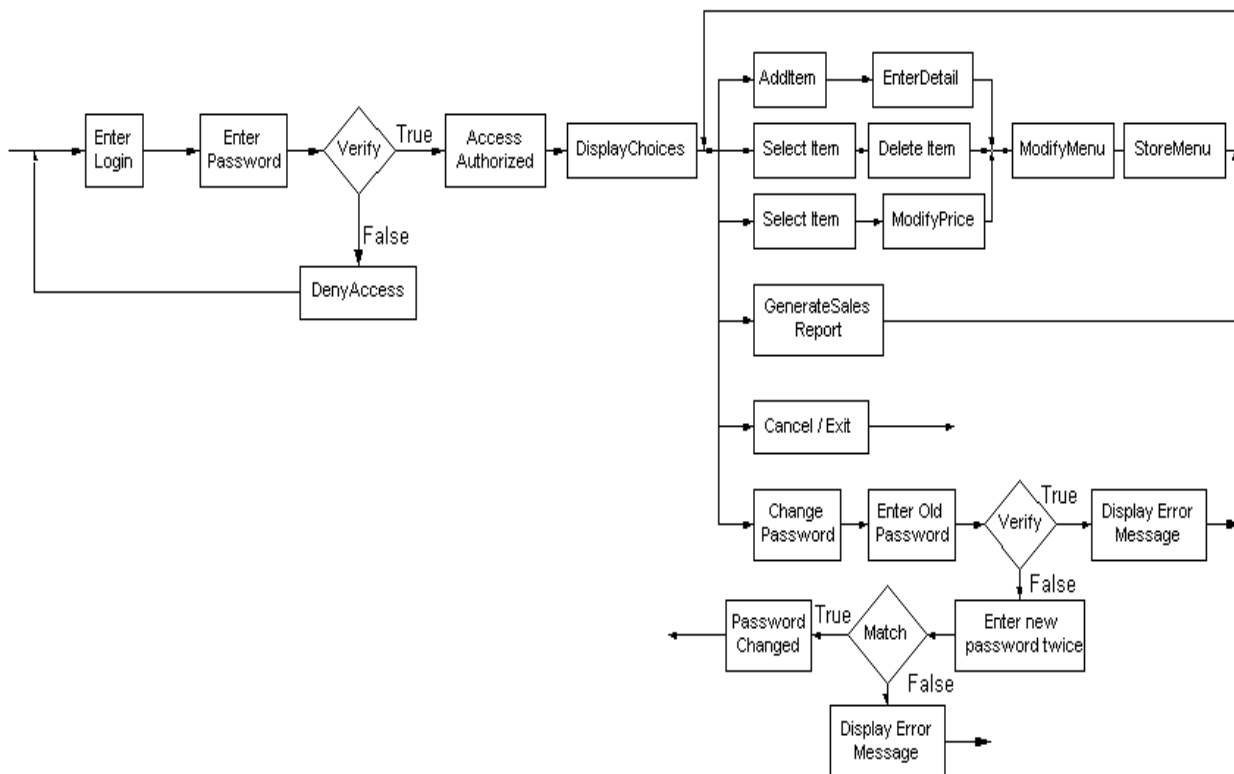 AddItem
EnterDetail
Enter
Login
Enter
Password
Verify
True
Access
Authorized
DisplayChoices
Select Item
Delete Item
ModifyMenu
StoreMenu
Select Item
ModifyPrice
False
DenyAccess
GenerateSales
Report
Cancel / Exit
Change
Password
Enter Old
Password
Verify
True
Display Error
Message
False
Password
Changed
True
Match
Enter new
password twice
False
Display Error
Message